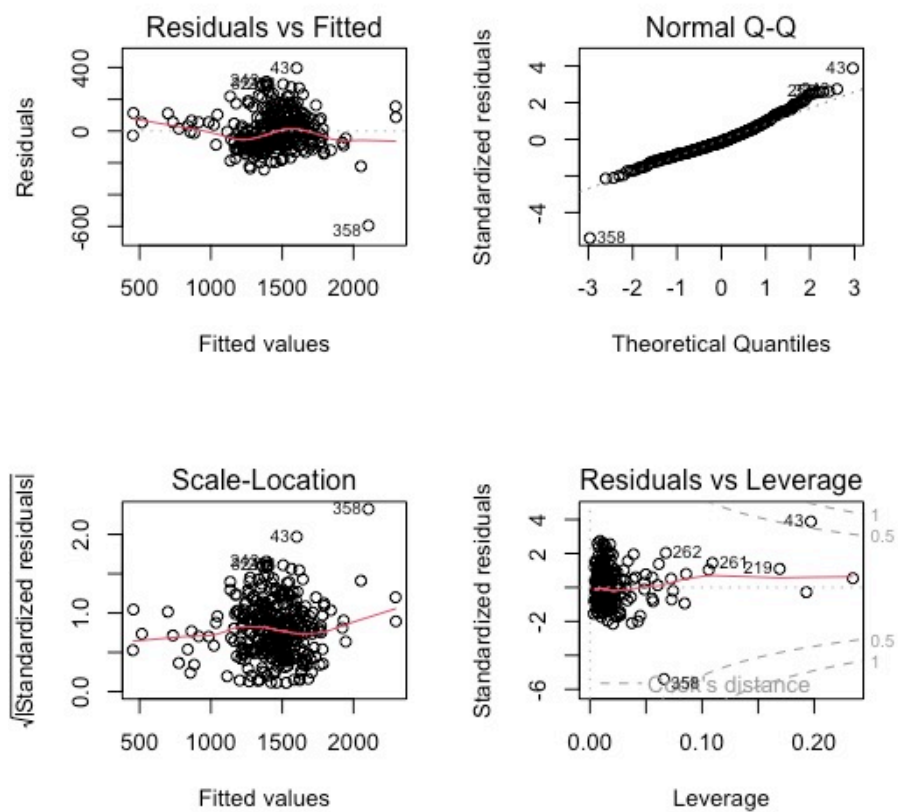 Residuals vs Fitted
Residuals
400
0
-600
43
358
500 1000 1500 2000
Fitted values
Normal Q-Q
Standardized residuals
4
2
0
-4
43
358
-3 -2 -1 0 1 2 3
Theoretical Quantiles
Scale-Location
√|Standardized residuals|
2.0
1.0
0.0
358
43
500 1000 1500 2000
Fitted values
Residuals vs Leverage
Standardized residuals
4
2
-2
-6
43
262
261
219
358
1
0.5
0.5
1
Cook's distance
0.00 0.10 0.20
Leverage